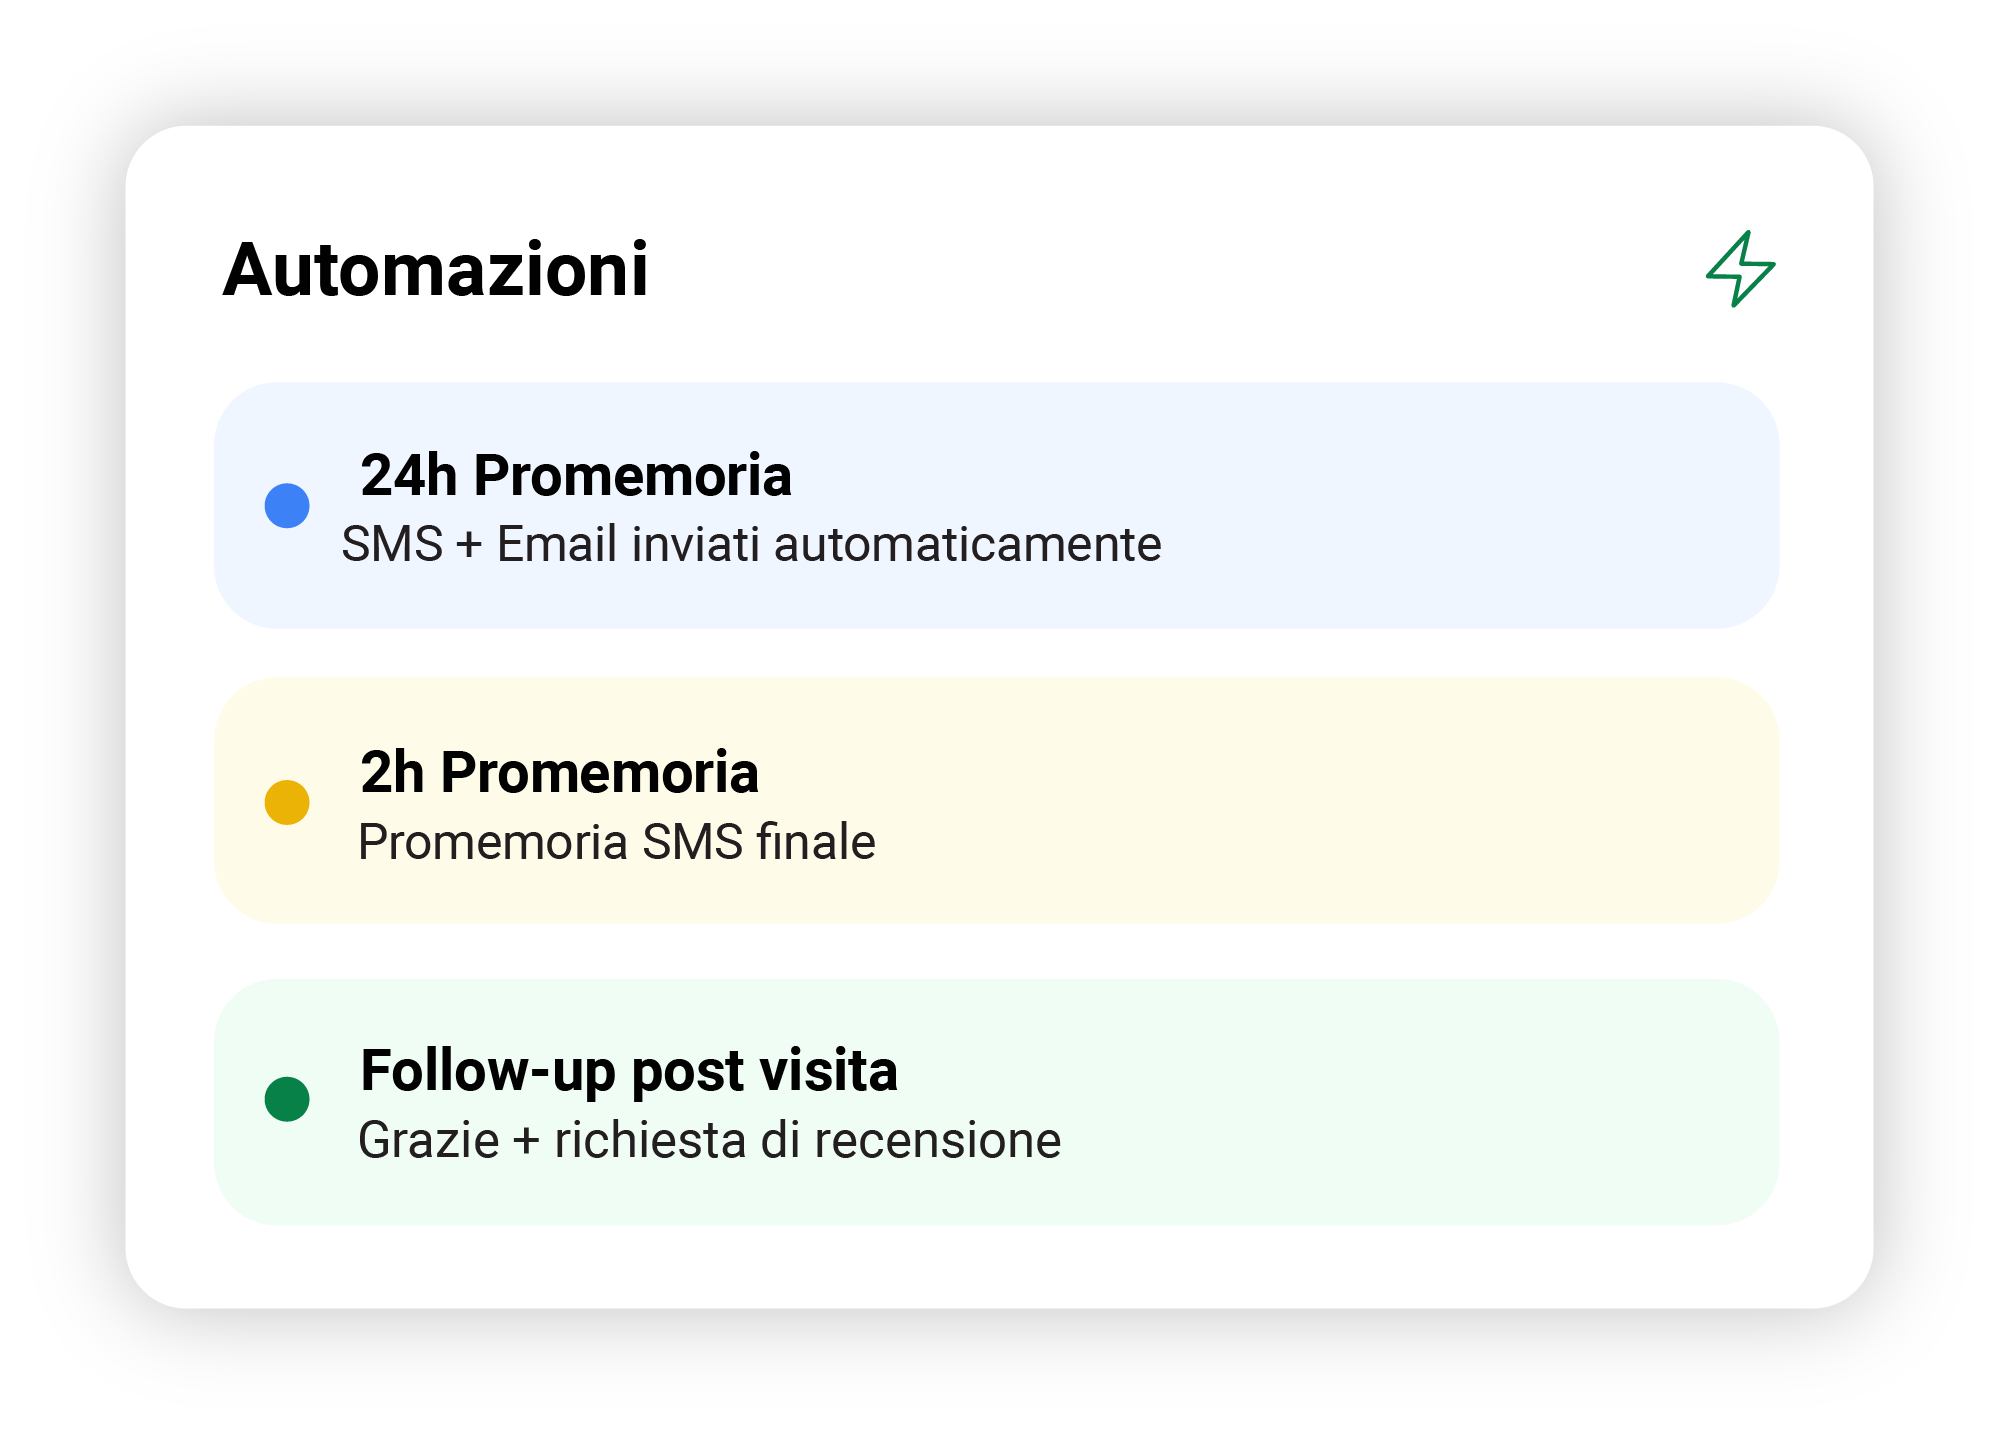 Automazioni
24h Promemoria
SMS + Email inviati automaticamente
2h Promemoria
Promemoria SMS finale
Follow-up post visita
Grazie + richiesta di recensione